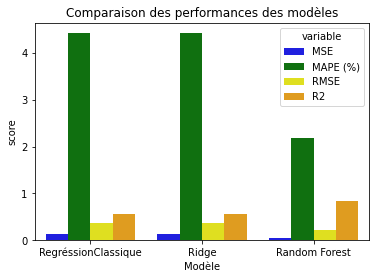 Comparaison des performances des modèles
variable
MSE
MAPE (%)
RMSE
R2
score
4
3
2
1
0
RegréssionClassique
Ridge
Random Forest
Modèle